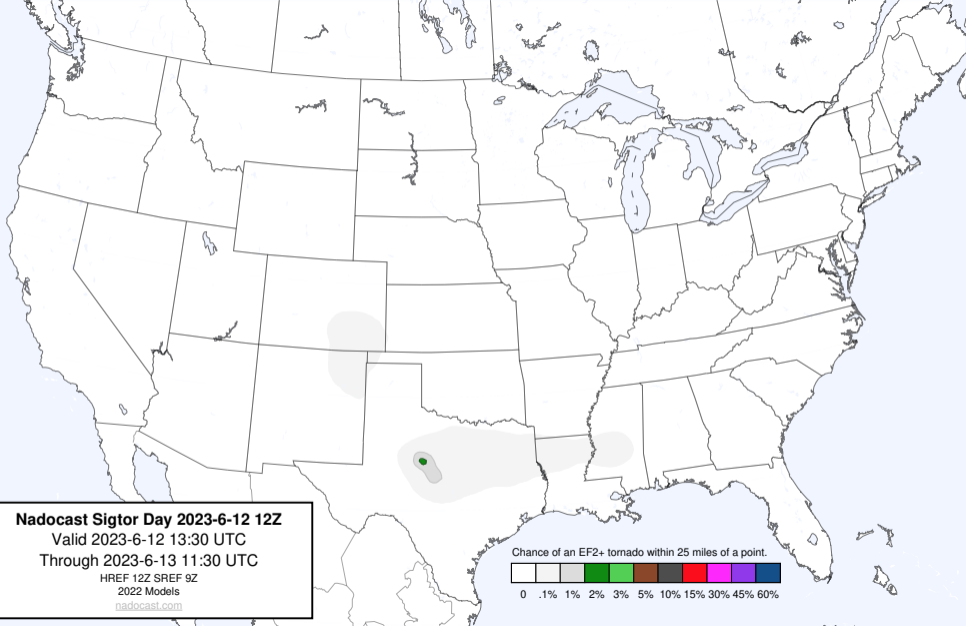 Nadocast Sigtor Day 2023-6-12 12Z
Valid 2023-6-12 13:30 UTC
Through 2023-6-13 11:30 UTC
HREF 12Z SREF 9Z
2022 Models
nadocast.com
Chance of an EF2+ tornado within 25 miles of a point.
0 .1% 1% 2% 3% 5% 10% 15% 30% 45% 60%